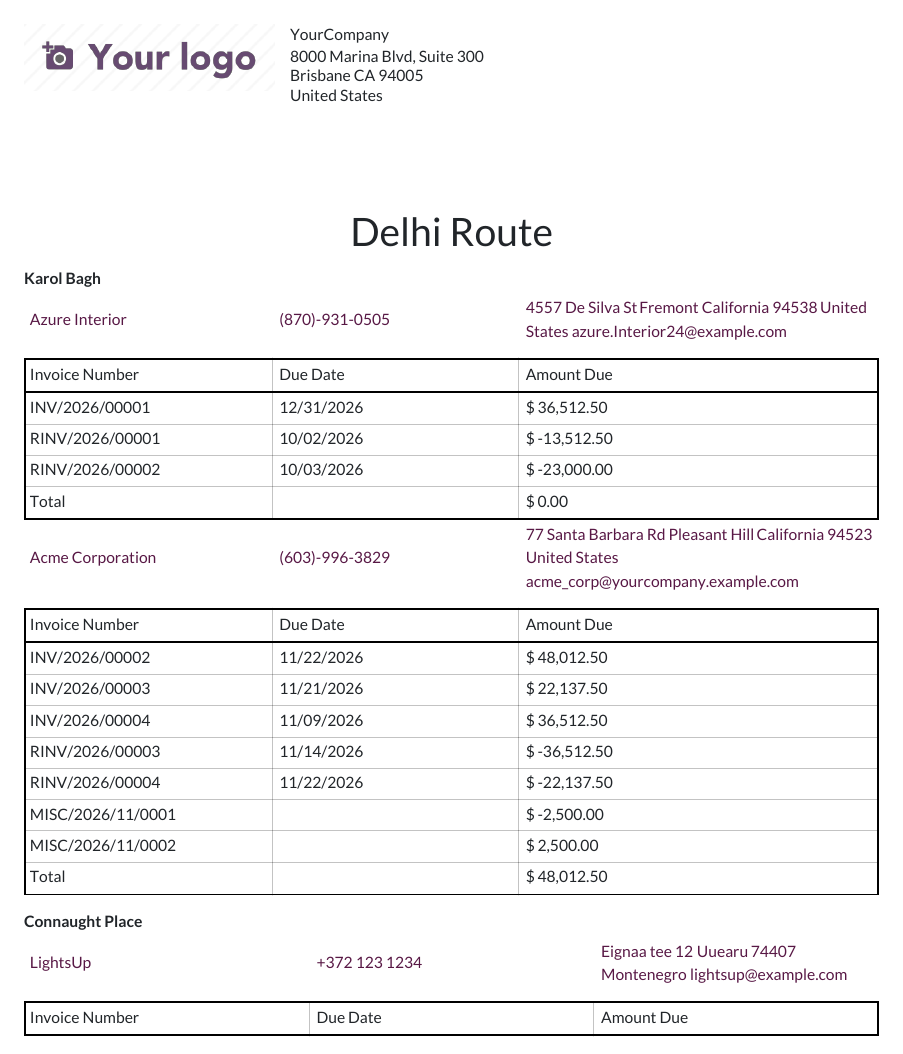 Your logo
YourCompany
8000 Marina Blvd, Suite 300
Brisbane CA 94005
United States
Delhi Route
Karol Bagh
Azure Interior (870)-931-0505 4557 De Silva St Fremont California 94538 United
States azure.Interior24@example.com
Invoice Number Due Date Amount Due
INV/2026/00001 12/31/2026 $ 36,512.50
RINV/2026/00001 10/02/2026 $ -13,512.50
RINV/2026/00002 10/03/2026 $ -23,000.00
Total $ 0.00
77 Santa Barbara Rd Pleasant Hill California 94523
Acme Corporation (603)-996-3829 United States
acme_corp@yourcompany.example.com
Invoice Number Due Date Amount Due
INV/2026/00002 11/22/2026 $ 48,012.50
INV/2026/00003 11/21/2026 $ 22,137.50
INV/2026/00004 11/09/2026 $ 36,512.50
RINV/2026/00003 11/14/2026 $ -36,512.50
RINV/2026/00004 11/22/2026 $ -22,137.50
MISC/2026/11/0001 $ -2,500.00
MISC/2026/11/0002 $ 2,500.00
Total $ 48,012.50
Connaught Place
LightsUp +372 123 1234 Eignaa tee 12 Uuearu 74407
Montenegro lightsup@example.com
Invoice Number Due Date Amount Due